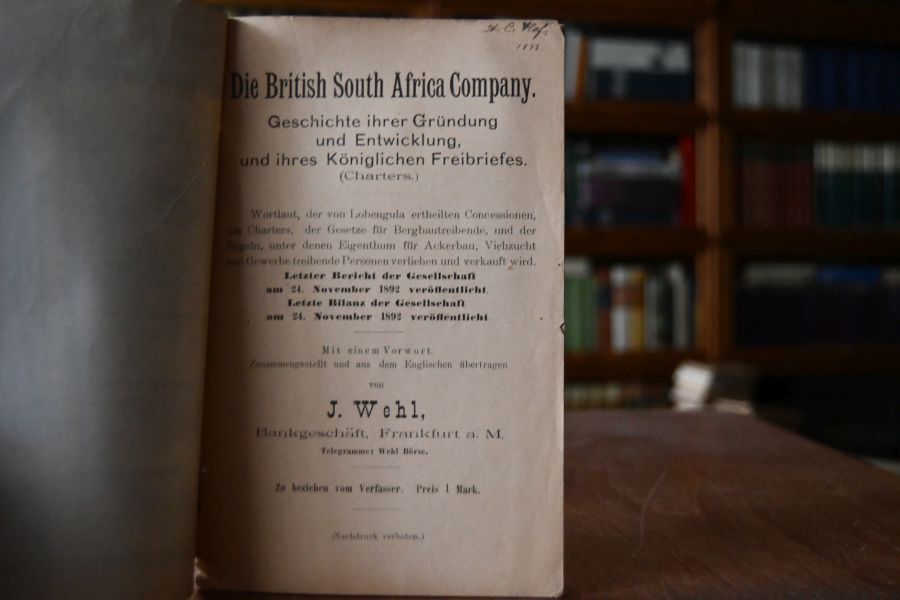 A. C.
Die British South Africa Company.
Geschichte ihrer Gründung
und Entwicklung,
und ihres Königlichen Freibriefes.
(Charters.)
Wortlaut, der von Lobengula ertheilten Concessionen,
des Charters, der Gesetze für Bergbautreibende, und der
Regeln, unter denen Eigenthum für Ackerbau, Viehzucht
und Gewerbe treibende Personen verliehen und verkauft wird.
Letzter Bericht der Gesellschaft
am 24. November 1892 veröffentlicht.
Letzte Bilanz der Gesellschaft
am 24. November 1892 veröffentlicht
Mit einem Vorwort.
Zusammengestellt und aus dem Englischen übertragen
von
J. Wehl,
Bankgeschäft, Frankfurt a. M.
Telegramme: Wehl Börse.
Zu beziehen vom Verfasser. Preis 1 Mark.
(Nachdruck verboten.)